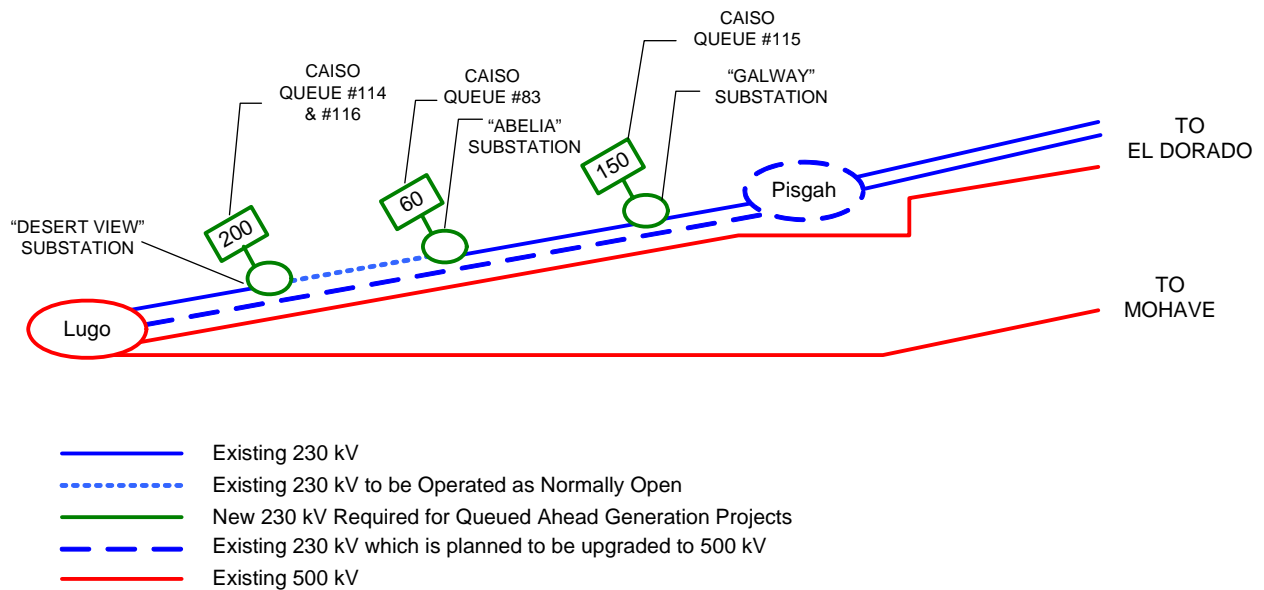 CAISO
QUEUE #115
CAISO
QUEUE #114
& #116
CAISO
QUEUE #83
"GALWAY"
SUBSTATION
"ABELIA"
SUBSTATION
TO
EL DORADO
150
Pisgah
60
200
"DESERT VIEW"
SUBSTATION
TO
MOHAVE
Lugo
Existing 230 kV
Existing 230 kV to be Operated as Normally Open
New 230 kV Required for Queued Ahead Generation Projects
Existing 230 kV which is planned to be upgraded to 500 kV
Existing 500 kV